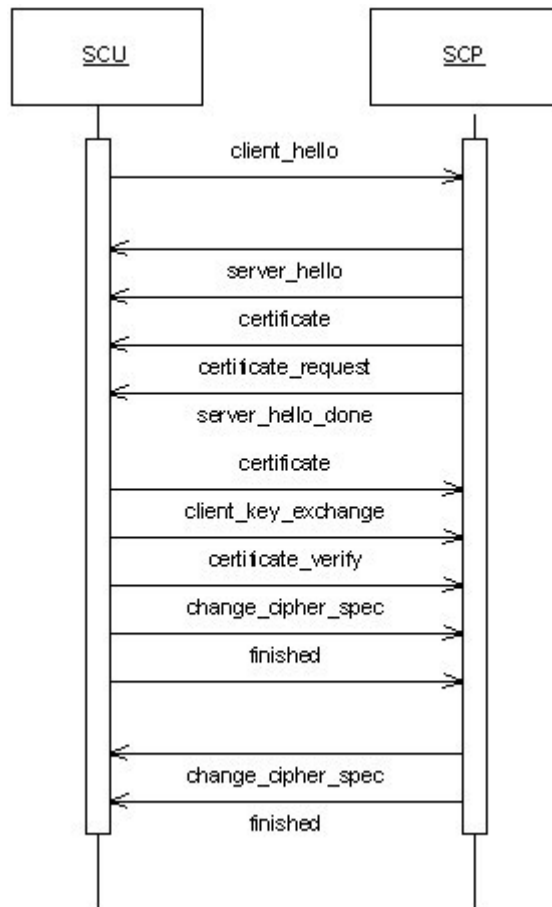 SCU
SCP
client_hello
server_hello
certificate
certificate_request
server_hello_done
certificate
client_key_exchange
certificate_verify
change_cipher_spec
finished
change_cipher_spec
finished